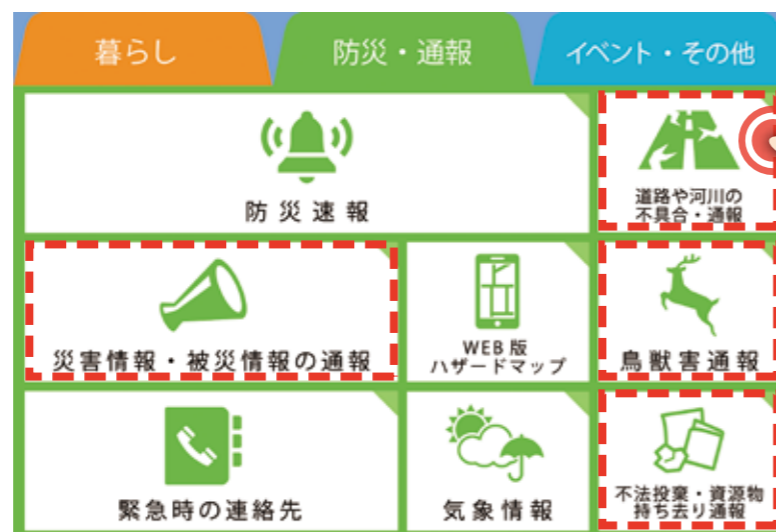 暮らし
防災・通報
イベント・その他
防災速報
道路や河川の
不具合・通報
災害情報・被災情報の通報
WEB版
ハザードマップ
鳥獣害通報
緊急時の連絡先
気象情報
不法投棄・資源物
持ち去り通報